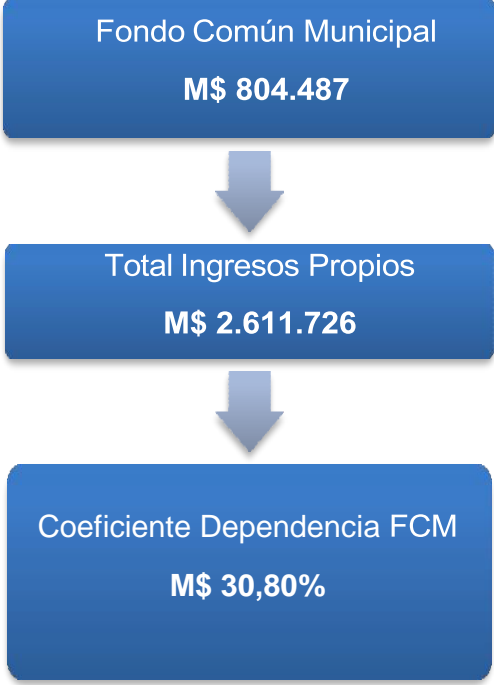 Fondo Común Municipal
M$ 804.487
Total Ingresos Propios
M$ 2.611.726
Coeficiente Dependencia FCM
M$ 30,80%